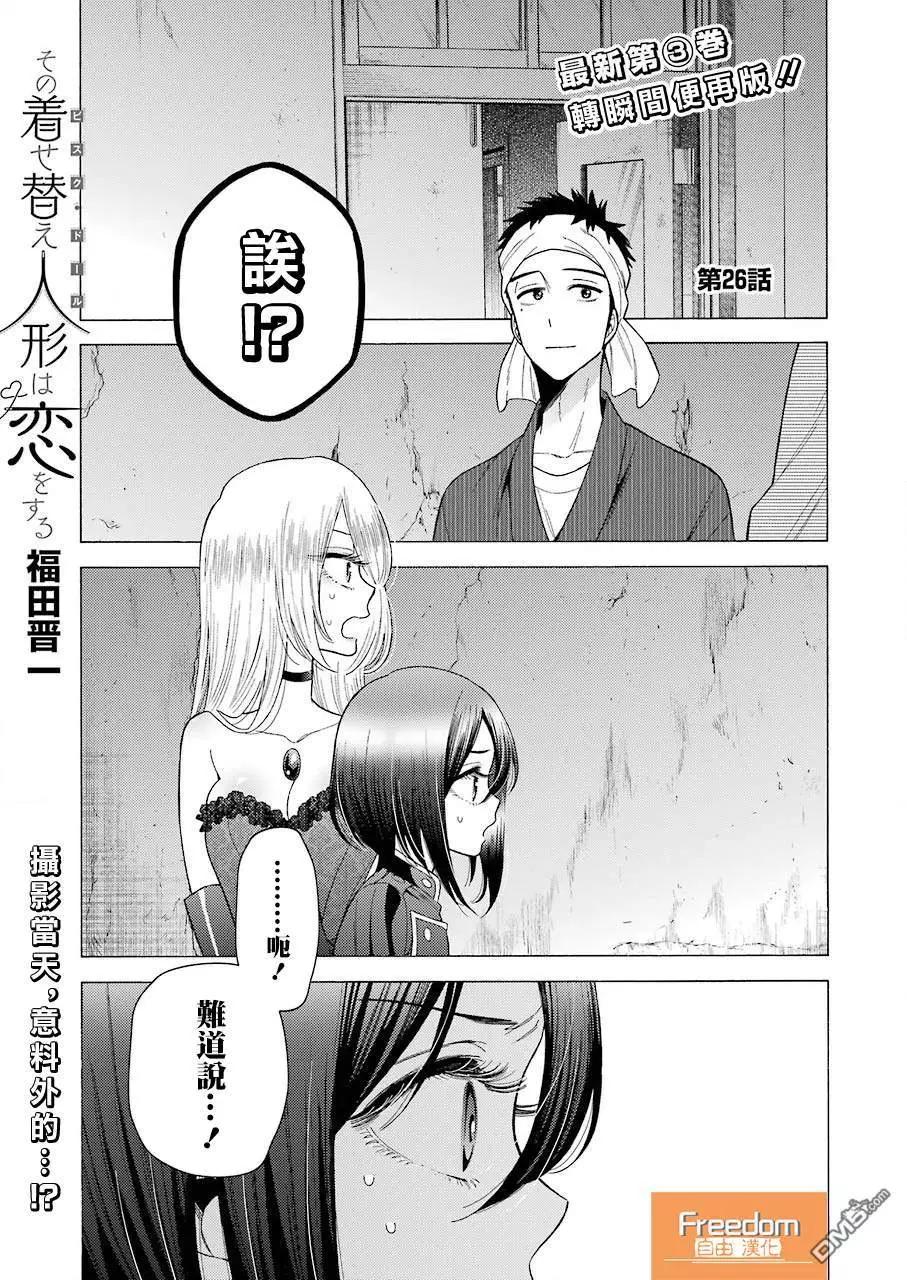 最新第③巻
轉瞬間便再版!!
第26話
誒!?
その着せ替え人形は恋をする
ビスク・ドール
福田晋一
………呃!
難道說…!
攝影當天,意料外的…!?
Freedom
自由 漢化
DM5.com